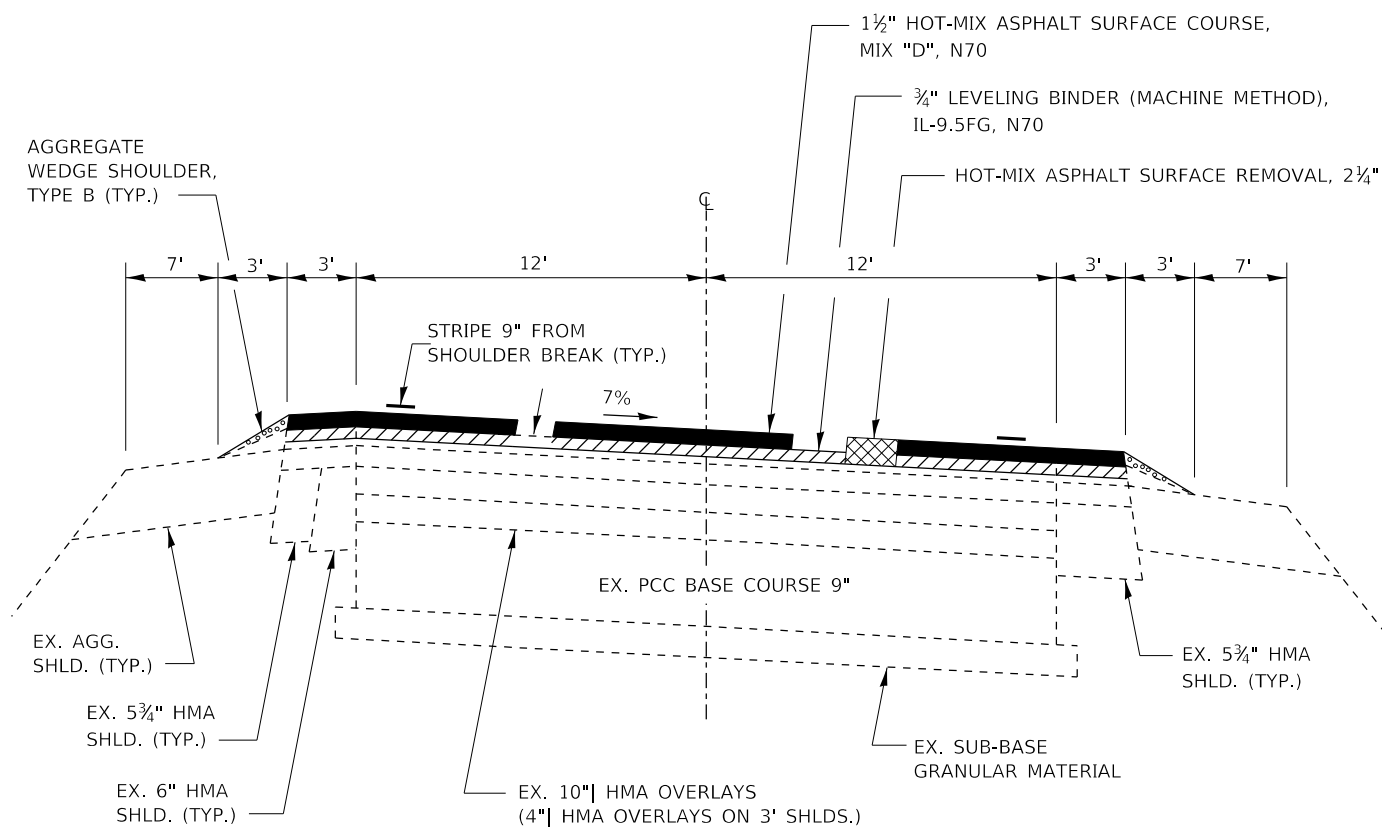 1½" HOT-MIX ASPHALT SURFACE COURSE,
MIX "D", N70
¾" LEVELING BINDER (MACHINE METHOD),
IL-9.5FG, N70
AGGREGATE
WEDGE SHOULDER,
TYPE B (TYP.)
HOT-MIX ASPHALT SURFACE REMOVAL, 2¼"
℄
7' 3' 3' 12' 12' 3' 3' 7'
STRIPE 9" FROM
SHOULDER BREAK (TYP.)
7%
EX. PCC BASE COURSE 9"
EX. AGG.
SHLD. (TYP.)
EX. 5¾" HMA
SHLD. (TYP.)
EX. 5¾" HMA
SHLD. (TYP.)
EX. SUB-BASE
GRANULAR MATERIAL
EX. 6" HMA
SHLD. (TYP.)
EX. 10"| HMA OVERLAYS
(4"| HMA OVERLAYS ON 3' SHLDS.)